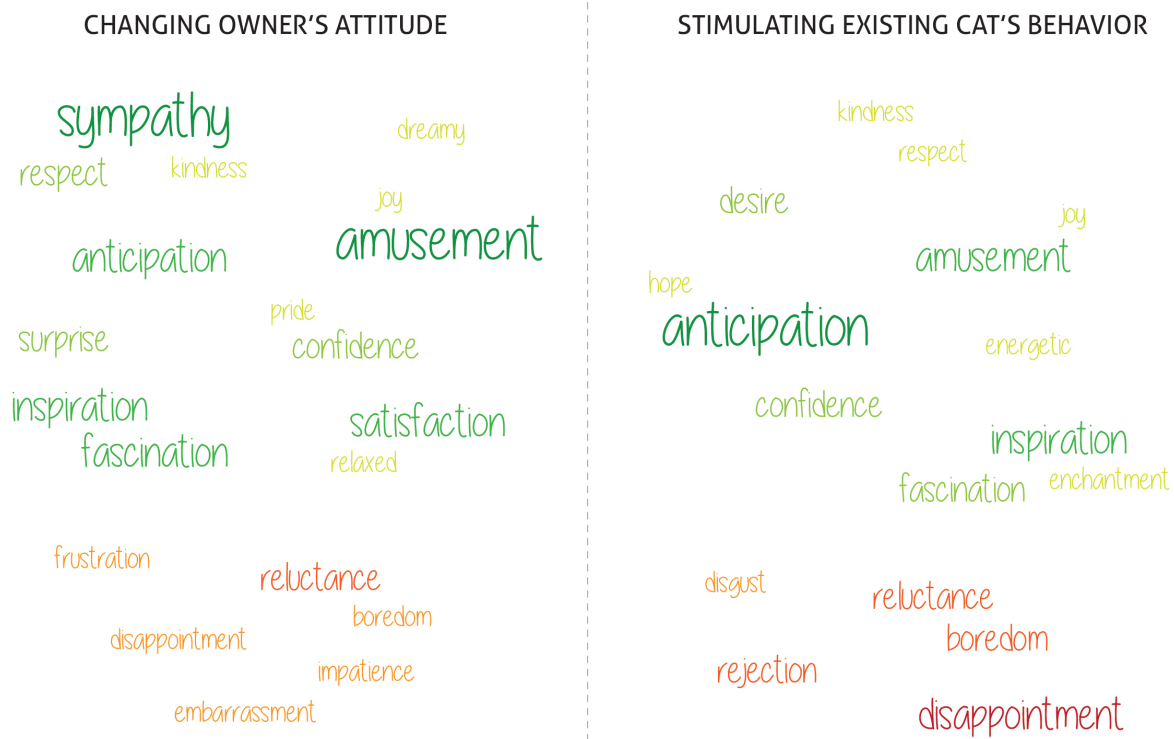 CHANGING OWNER'S ATTITUDE
sympathy
dreamy
respect
kindness
joy
amusement
anticipation
pride
surprise
confidence
inspiration
satisfaction
fascination
relaxed
frustration
reluctance
boredom
disappointment
impatience
embarrassment
STIMULATING EXISTING CAT'S BEHAVIOR
kindness
respect
desire
joy
amusement
hope
anticipation
energetic
confidence
inspiration
enchantment
fascination
disgust
reluctance
boredom
rejection
disappointment